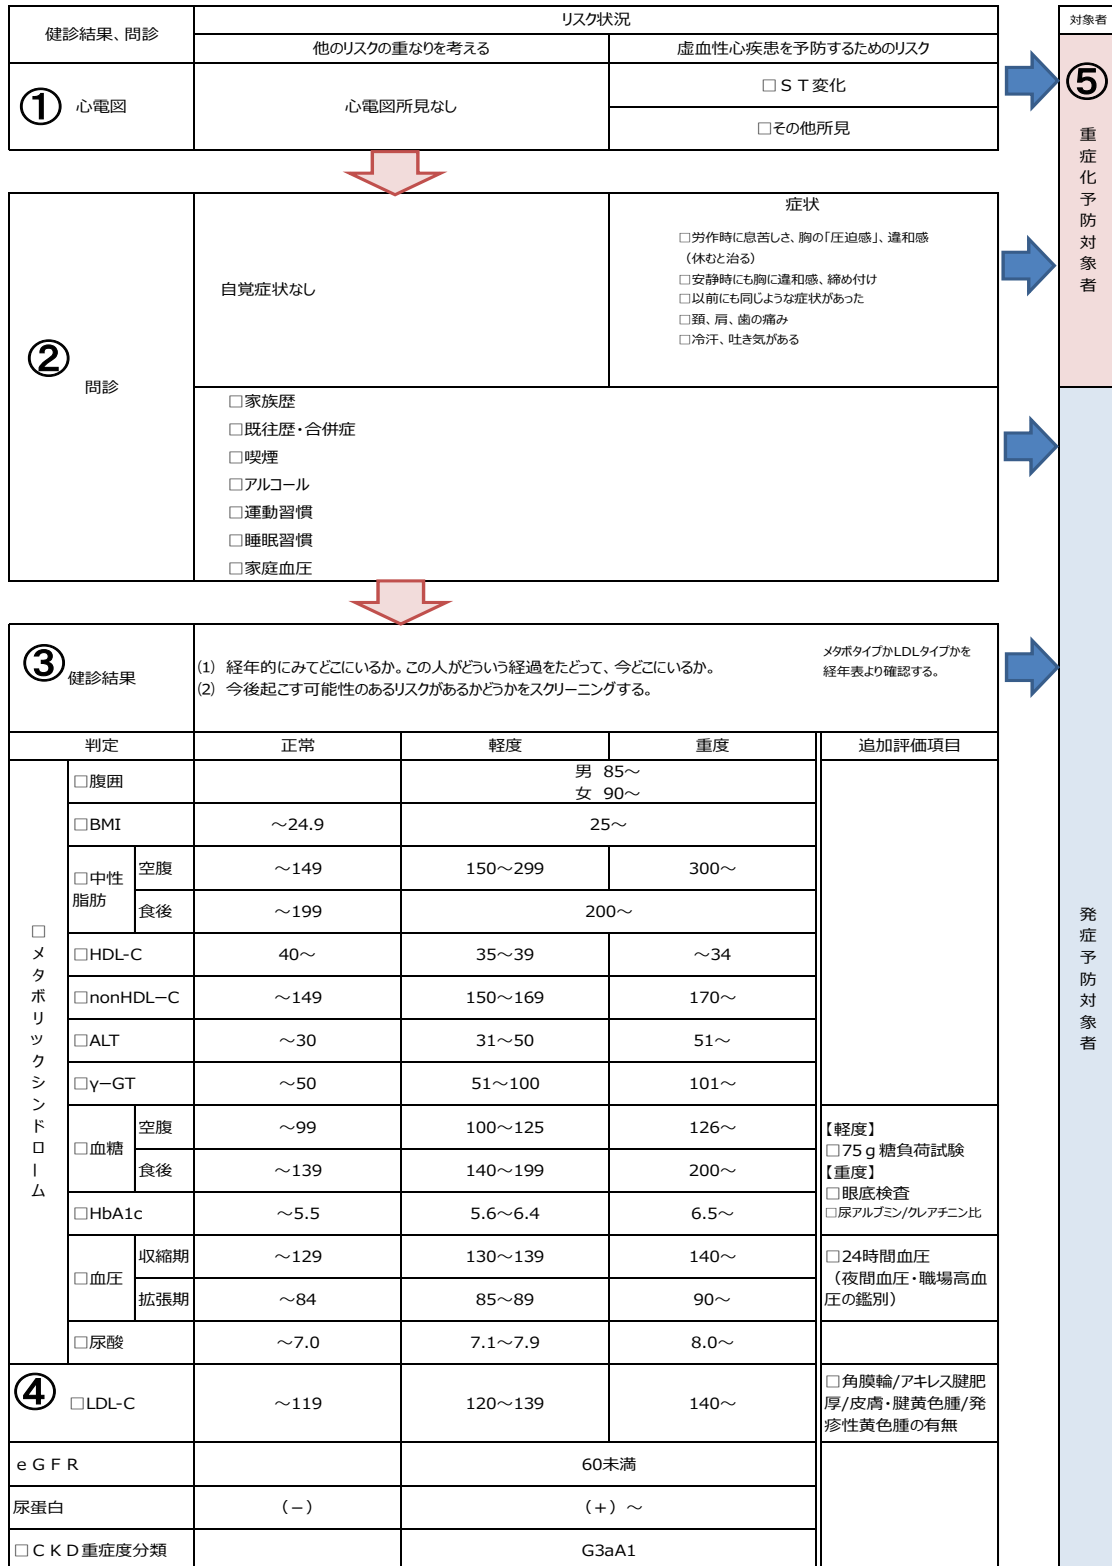 健診結果、問診
リスク状況
対象者
他のリスクの重なりを考える
虚血性心疾患を予防するためのリスク
① 心電図
心電図所見なし
□ＳＴ変化
□その他所見
⑤
重症化予防対象者
② 問診
自覚症状なし
症状
□労作時に息苦しさ、胸の「圧迫感」、違和感
（休むと治る）
□安静時にも胸に違和感、締め付け
□以前にも同じような症状があった
□頚、肩、歯の痛み
□冷汗、吐き気がある
□家族歴
□既往歴・合併症
□喫煙
□アルコール
□運動習慣
□睡眠習慣
□家庭血圧
③ 健診結果
⑴ 経年的にみてどこにいるか。この人がどういう経過をたどって、今どこにいるか。
⑵ 今後起こす可能性のあるリスクがあるかどうかをスクリーニングする。
メタボタイプかLDLタイプかを
経年表より確認する。
発症予防対象者
判定 正常 軽度 重度 追加評価項目
□メタボリックシンドローム
□腹囲 男 85～
女 90～
□BMI ～24.9 25～
□中性
脂肪
空腹 ～149 150～299 300～
食後 ～199 200～
□HDL-C 40～ 35～39 ～34
□nonHDL－C ～149 150～169 170～
□ALT ～30 31～50 51～
□γ－GT ～50 51～100 101～
□血糖
空腹 ～99 100～125 126～
食後 ～139 140～199 200～
□HbA1c ～5.5 5.6～6.4 6.5～
【軽度】
□75ｇ糖負荷試験
【重度】
□眼底検査
□尿アルブミン/クレアチニン比
□血圧
収縮期 ～129 130～139 140～
拡張期 ～84 85～89 90～
□24時間血圧
（夜間血圧・職場高血
圧の鑑別）
□尿酸 ～7.0 7.1～7.9 8.0～
④ □LDL-C ～119 120～139 140～
□角膜輪/アキレス腱肥
厚/皮膚・腱黄色腫/発
疹性黄色腫の有無
ｅＧＦＲ 60未満
尿蛋白 （－） （+）～
□ＣＫＤ重症度分類 G3aA1